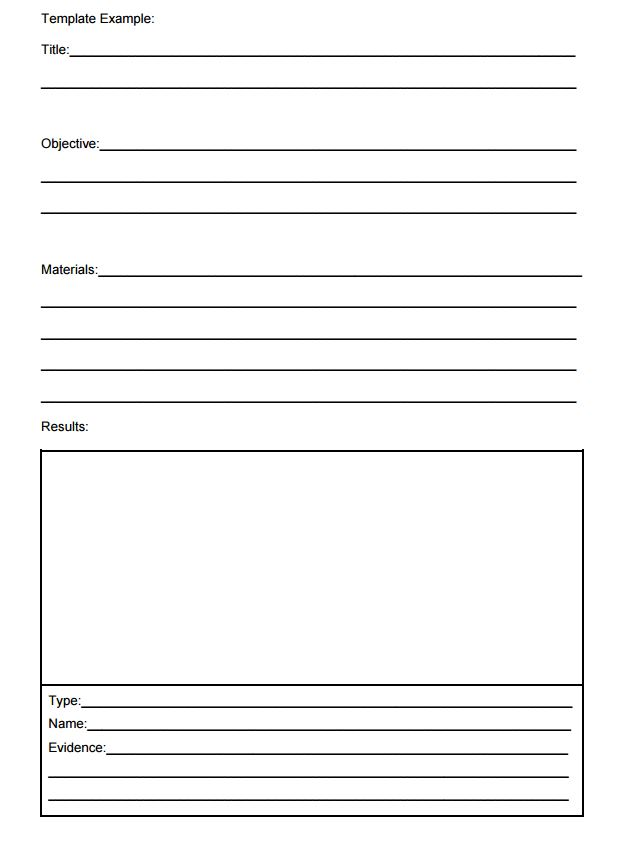 Template Example:
Title:
Objective:
Materials:
Results:
Type:
Name:
Evidence: